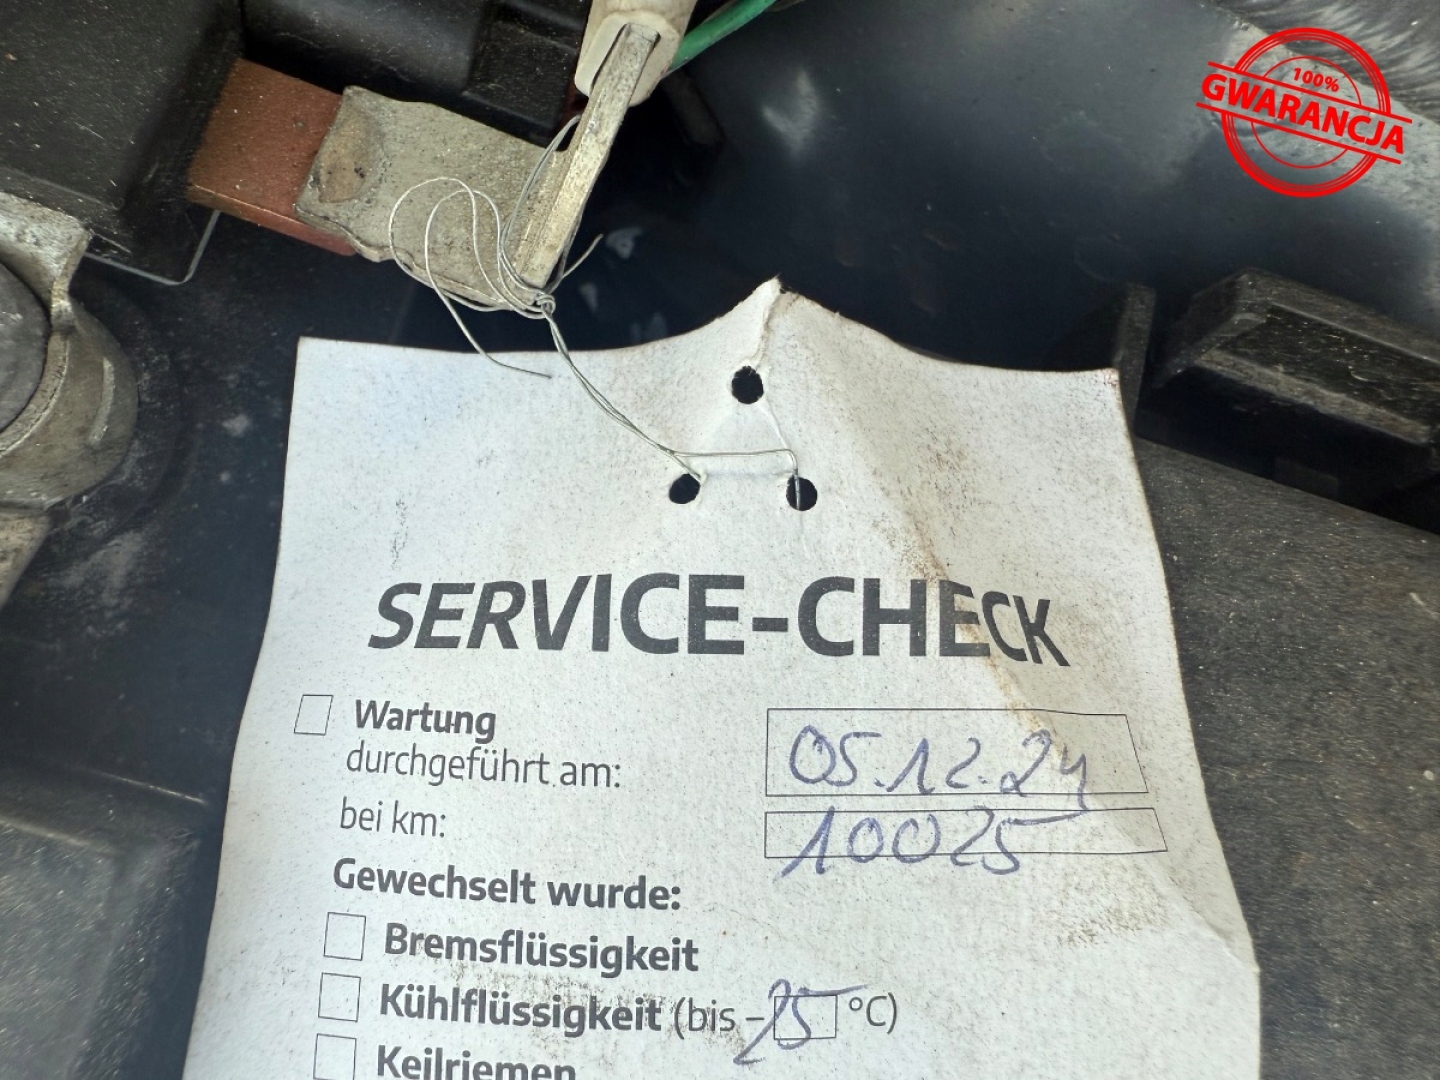 100%
GWARANCJA
SERVICE-CHECK
Wartung
durchgeführt am: 05.12.24
bei km: 10025
Gewechselt wurde:
Bremsflüssigkeit
Kühlflüssigkeit (bis -25 °C)
Keilriemen